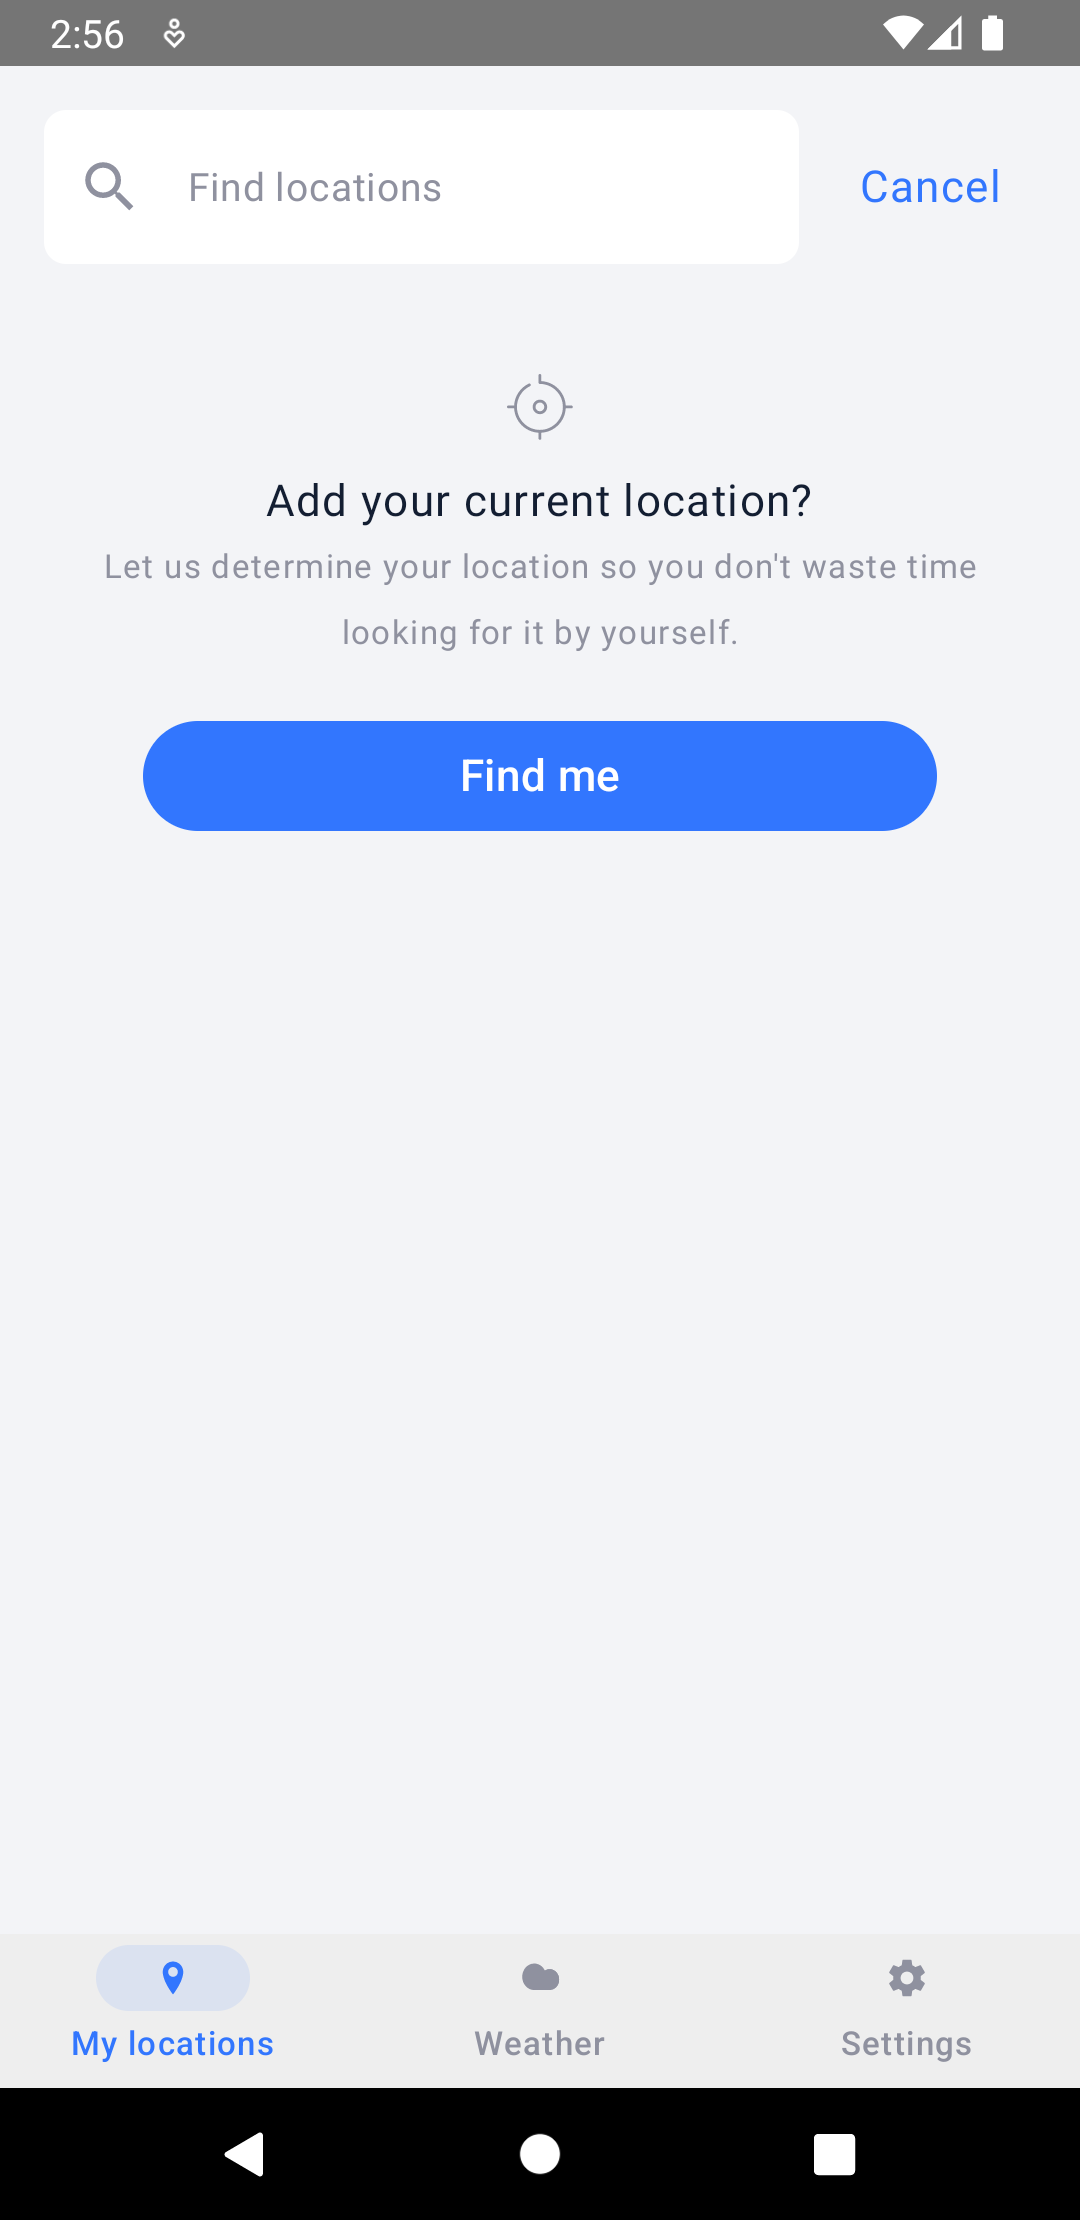 2:56
Find locations
Cancel
Add your current location?
Let us determine your location so you don't waste time
looking for it by yourself.
Find me
My locations
Weather
Settings